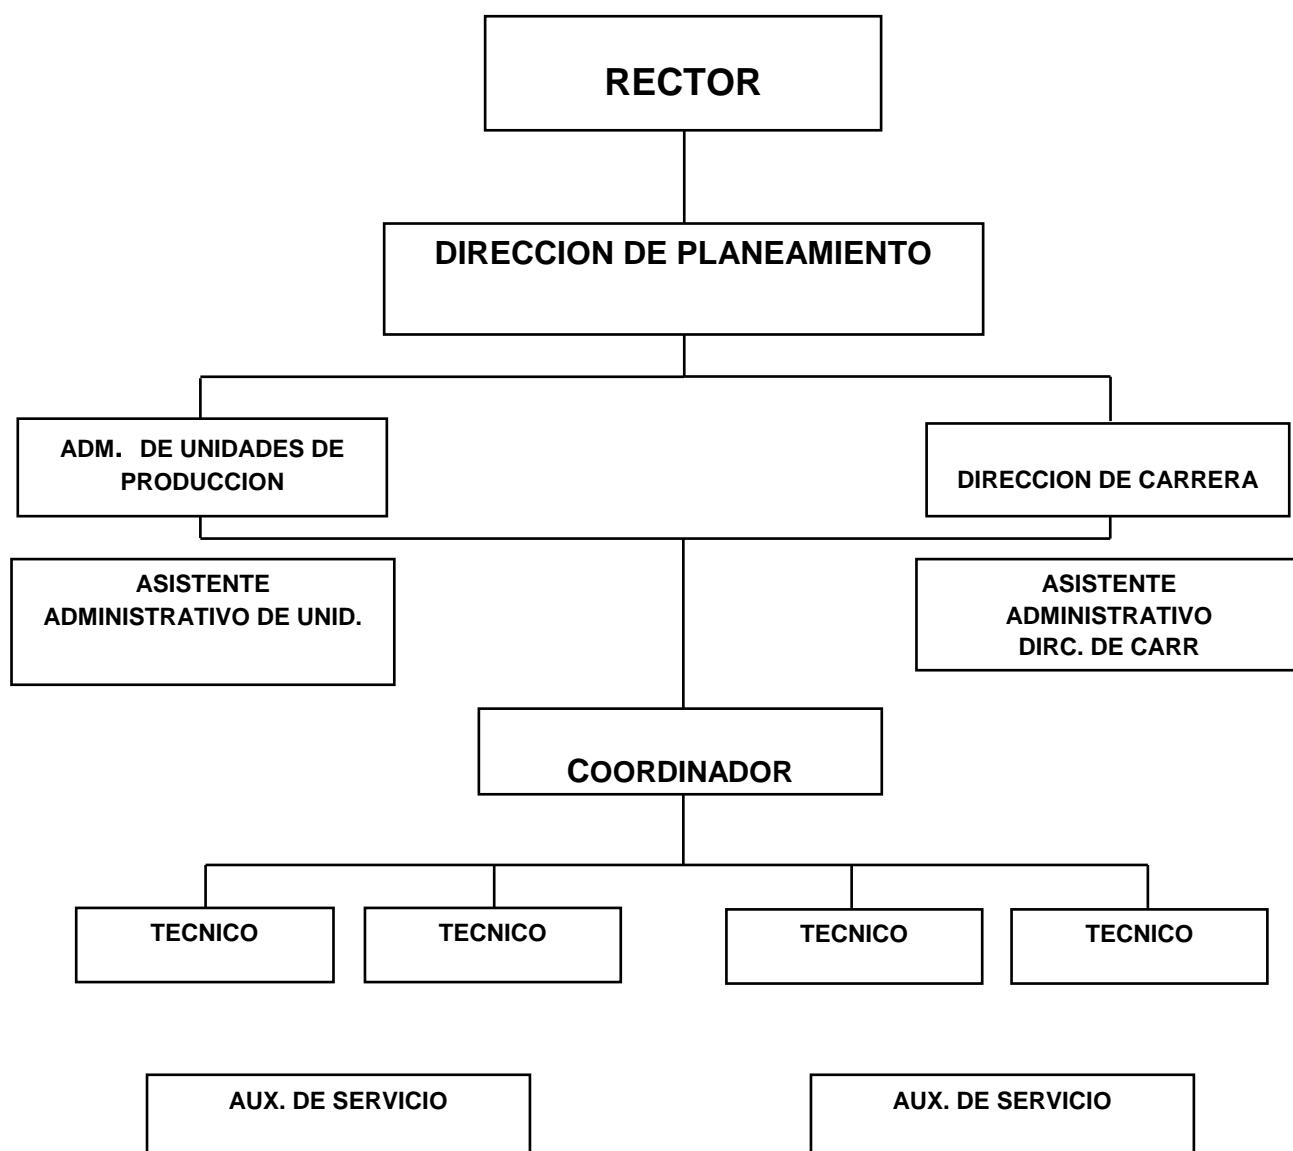 RECTOR
DIRECCION DE PLANEAMIENTO
ADM. DE UNIDADES DE
PRODUCCION
DIRECCION DE CARRERA
ASISTENTE
ADMINISTRATIVO DE UNID.
ASISTENTE
ADMINISTRATIVO
DIRC. DE CARR
COORDINADOR
TECNICO
TECNICO
TECNICO
TECNICO
AUX. DE SERVICIO
AUX. DE SERVICIO